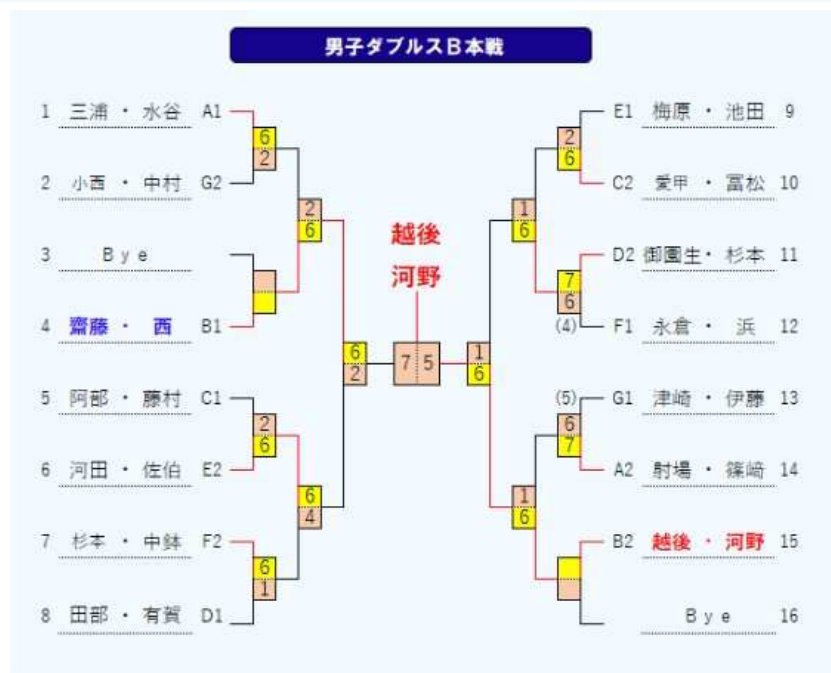 男子ダブルスB本戦
1 三浦 ・ 水谷 A1
2 小西 ・ 中村 G2
3 Bye
4 齋藤 ・ 西 B1
5 阿部 ・ 藤村 C1
6 河田 ・ 佐伯 E2
7 杉本 ・ 中鉢 F2
8 田部 ・ 有賀 D1
6
2
2
6
6
2
2
6
6
4
6
1
越後
河野
7 5
1
6
1
6
1
6
2
6
7
6
(4)
(5)
6
7
E1 梅原 ・ 池田 9
C2 愛甲 ・ 冨松 10
D2 御園生・ 杉本 11
F1 永倉 ・ 浜 12
G1 津崎 ・ 伊藤 13
A2 射場 ・ 篠﨑 14
B2 越後 ・ 河野 15
Bye 16